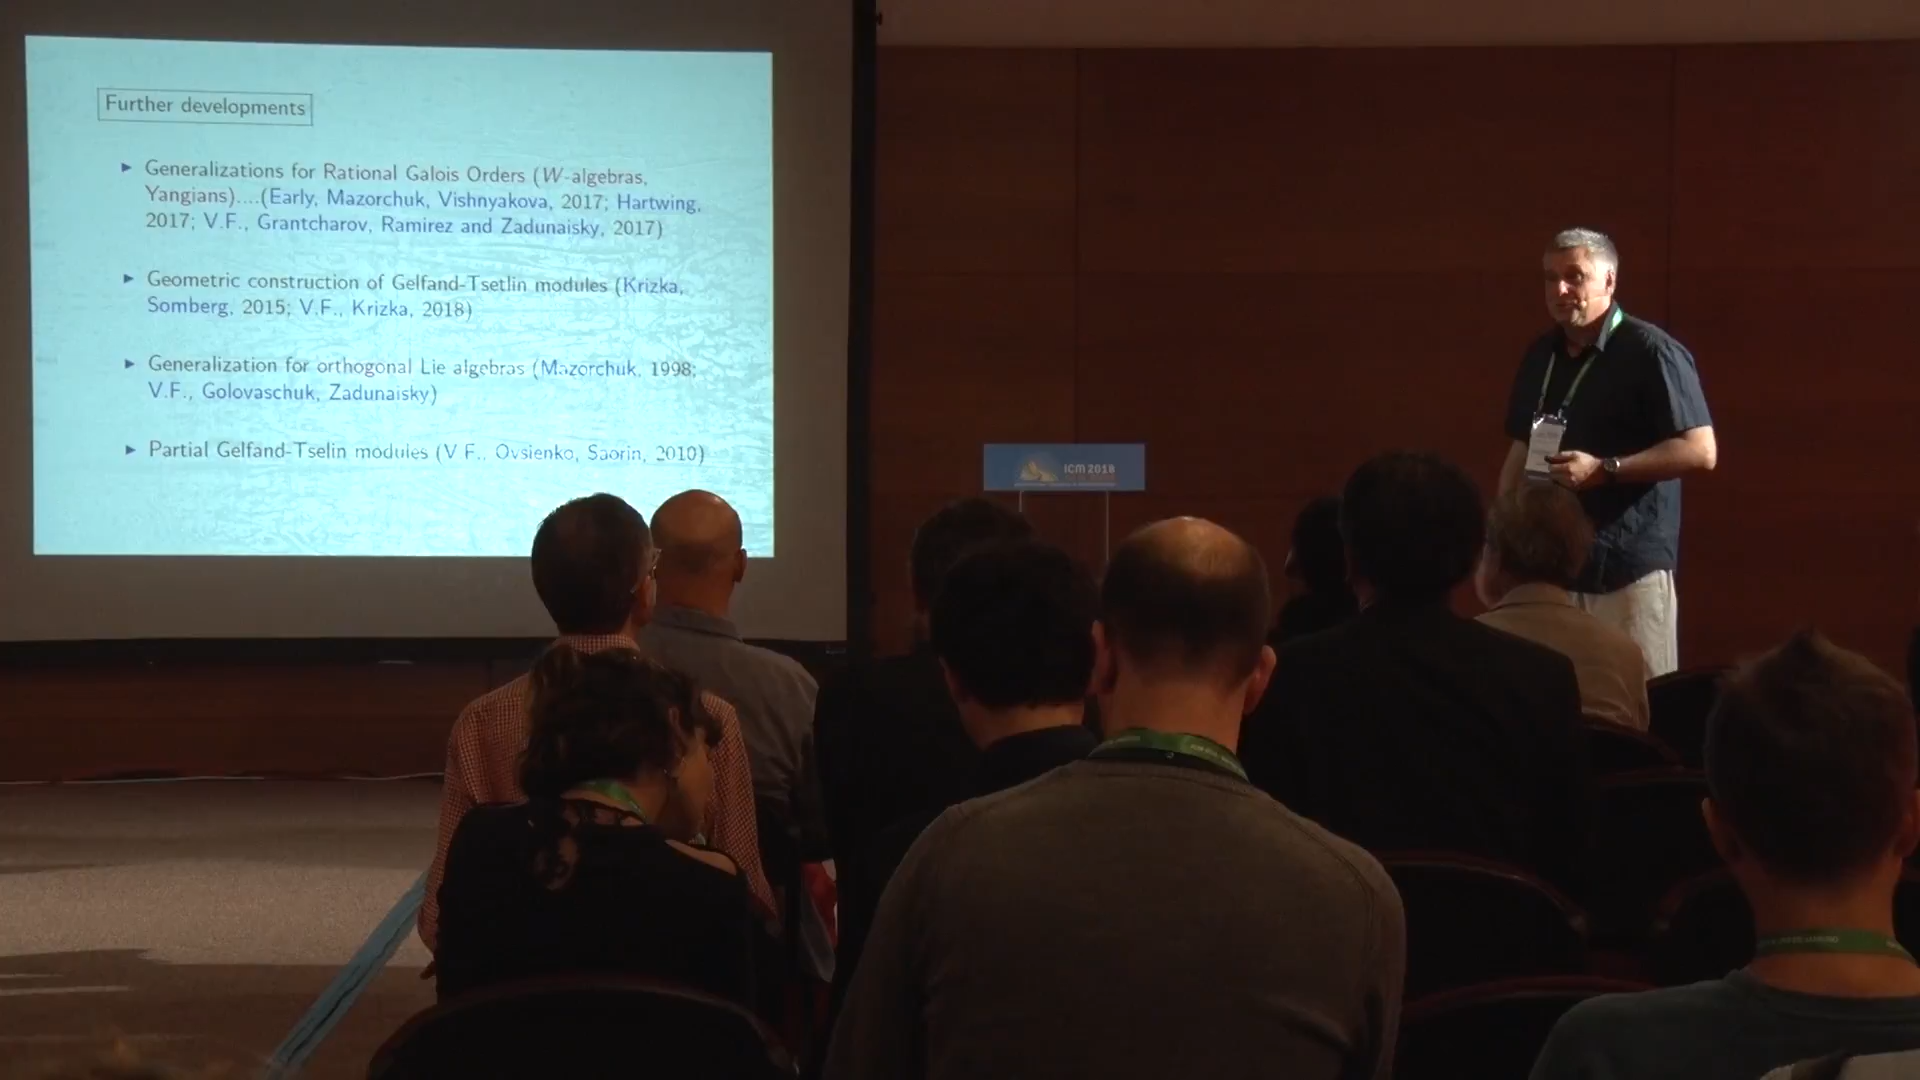 Further developments
▶ Generalizations for Rational Galois Orders (W-algebras,
Yangians)....(Early, Mazorchuk, Vishnyakova, 2017; Hartwing,
2017; V.F., Grantcharov, Ramirez and Zadunaisky, 2017)
▶ Geometric construction of Gelfand-Tsetlin modules (Krizka,
Somberg, 2015; V.F., Krizka, 2018)
▶ Generalization for orthogonal Lie algebras (Mazorchuk, 1998;
V.F., Golovaschuk, Zadunaisky)
▶ Partial Gelfand-Tselin modules (V F., Ovsienko, Saorin, 2010)
ICM 2018